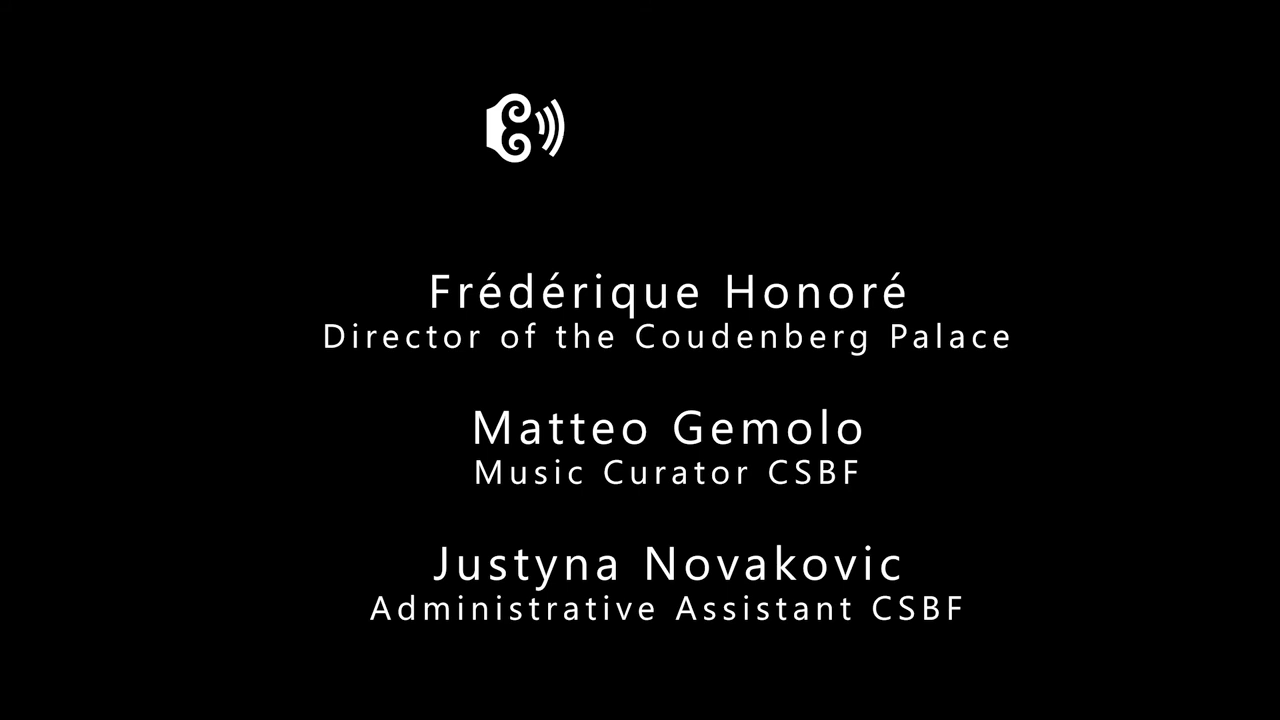 Frédérique Honoré
Director of the Coudenberg Palace
Matteo Gemolo
Music Curator CSBF
Justyna Novakovic
Administrative Assistant CSBF